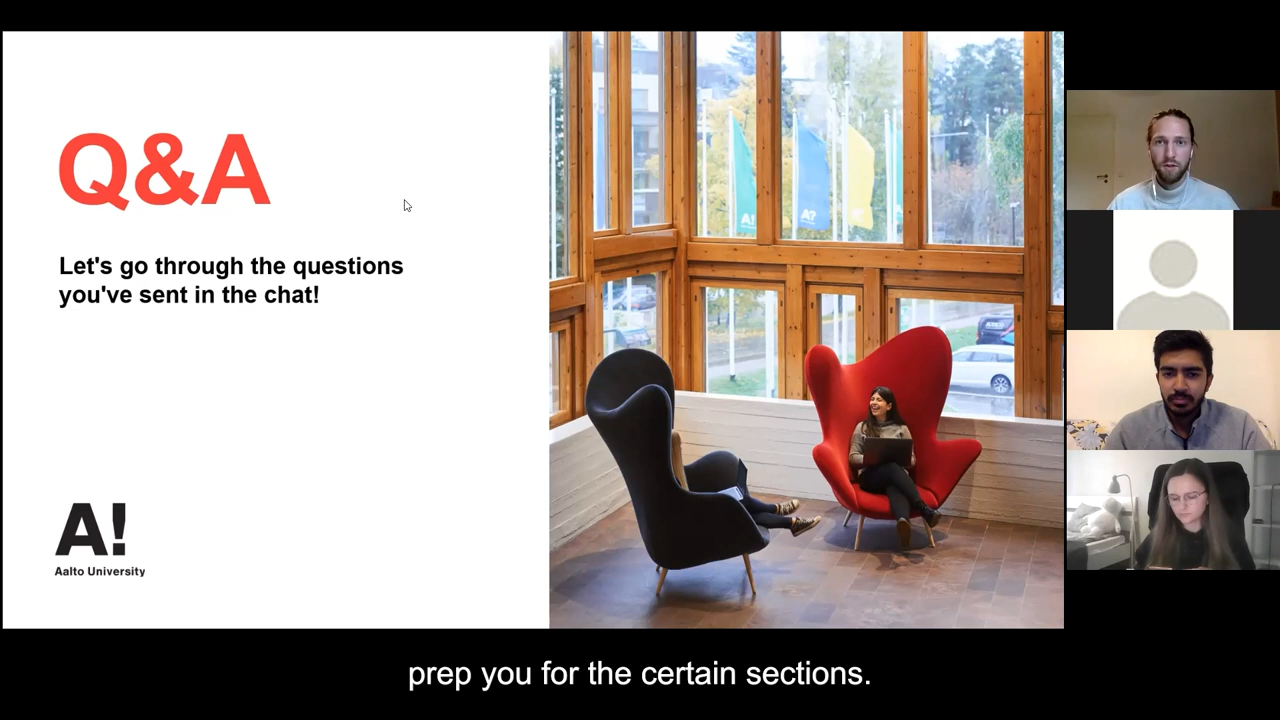 Q&A
Let's go through the questions
you've sent in the chat!
A!
Aalto University
A!
A?
prep you for the certain sections.